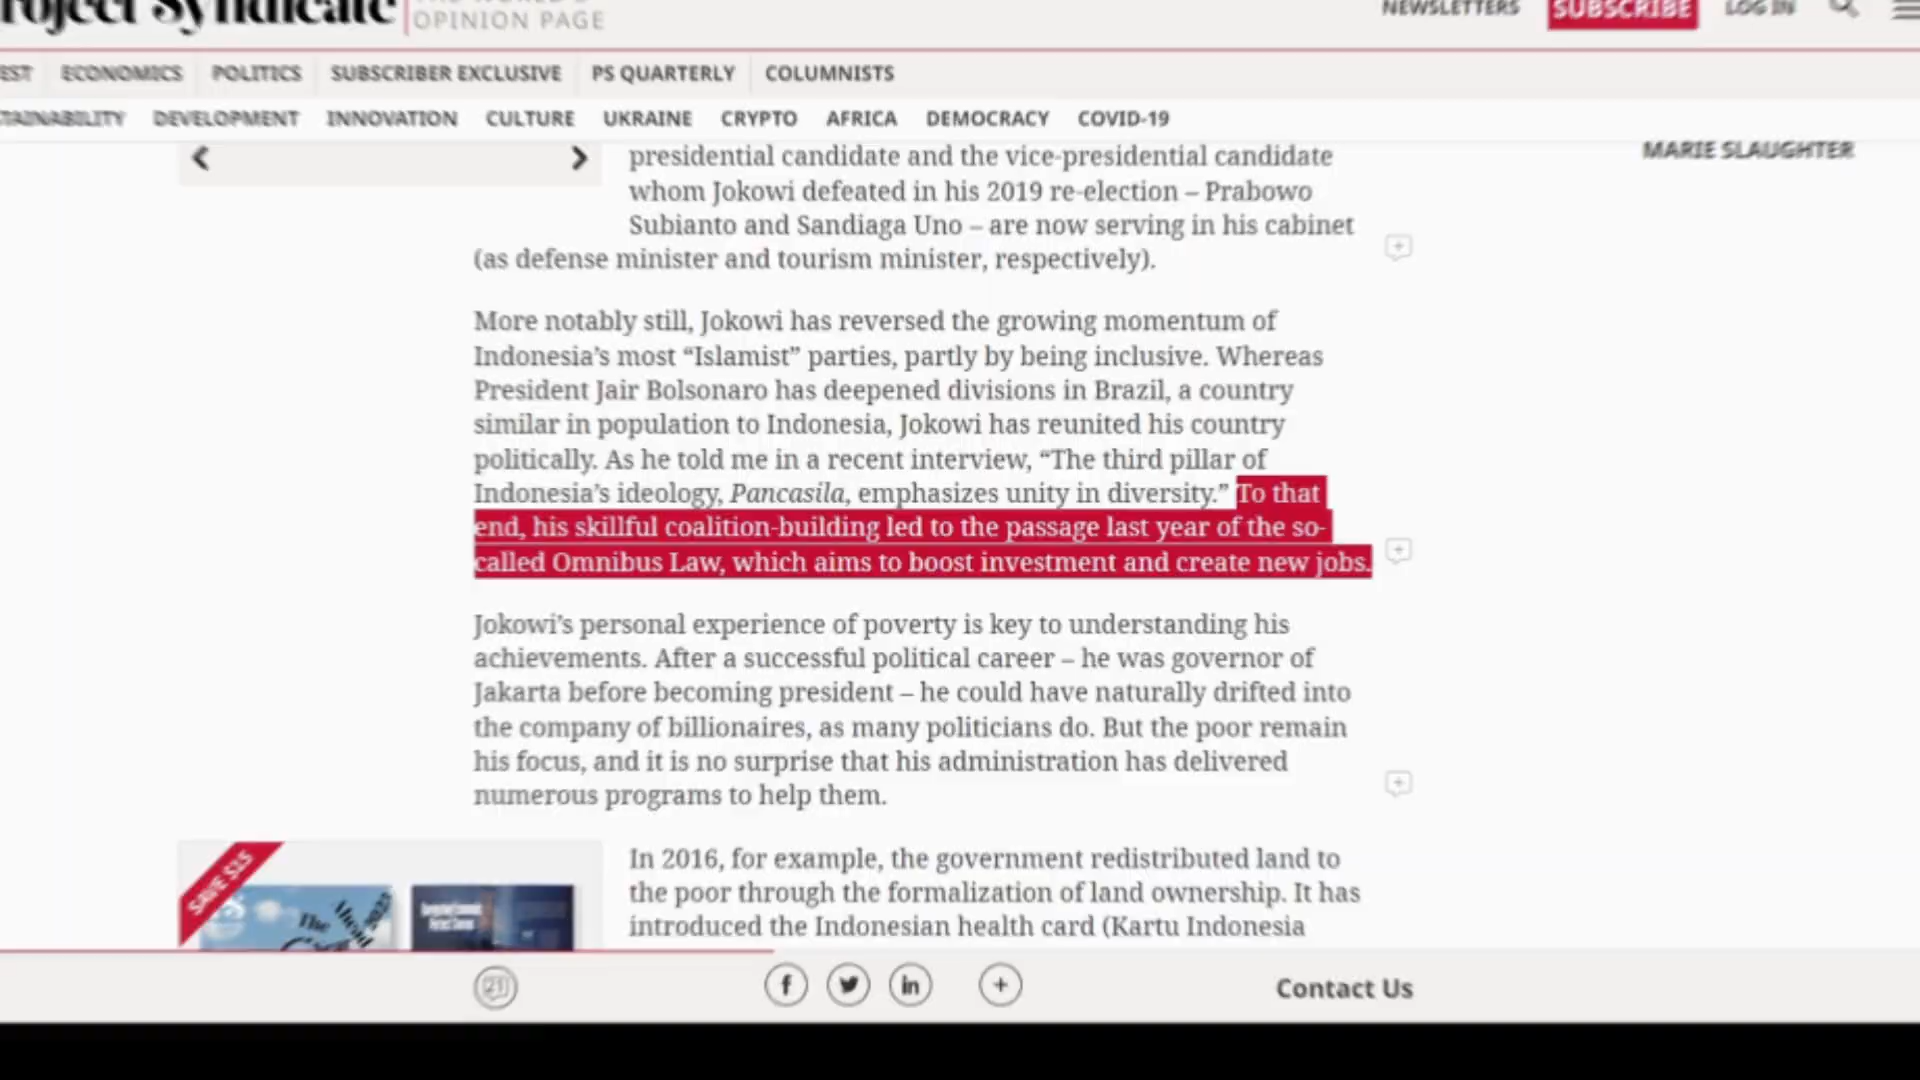 Project Syndicate
THE WORLD'S
OPINION PAGE
NEWSLETTERS
SUBSCRIBE
LOG IN
EST
ECONOMICS
POLITICS
SUBSCRIBER EXCLUSIVE
PS QUARTERLY
COLUMNISTS
TAINABILITY
DEVELOPMENT
INNOVATION
CULTURE
UKRAINE
CRYPTO
AFRICA
DEMOCRACY
COVID-19
MARIE SLAUGHTER
presidential candidate and the vice-presidential candidate
whom Jokowi defeated in his 2019 re-election – Prabowo
Subianto and Sandiaga Uno – are now serving in his cabinet
(as defense minister and tourism minister, respectively).
More notably still, Jokowi has reversed the growing momentum of
Indonesia’s most “Islamist” parties, partly by being inclusive. Whereas
President Jair Bolsonaro has deepened divisions in Brazil, a country
similar in population to Indonesia, Jokowi has reunited his country
politically. As he told me in a recent interview, “The third pillar of
Indonesia’s ideology, Pancasila, emphasizes unity in diversity.” To that
end, his skillful coalition-building led to the passage last year of the so-
called Omnibus Law, which aims to boost investment and create new jobs.
Jokowi’s personal experience of poverty is key to understanding his
achievements. After a successful political career – he was governor of
Jakarta before becoming president – he could have naturally drifted into
the company of billionaires, as many politicians do. But the poor remain
his focus, and it is no surprise that his administration has delivered
numerous programs to help them.
SAVE $15
The
Ahead
2023
In 2016, for example, the government redistributed land to
the poor through the formalization of land ownership. It has
introduced the Indonesian health card (Kartu Indonesia
21
Contact Us